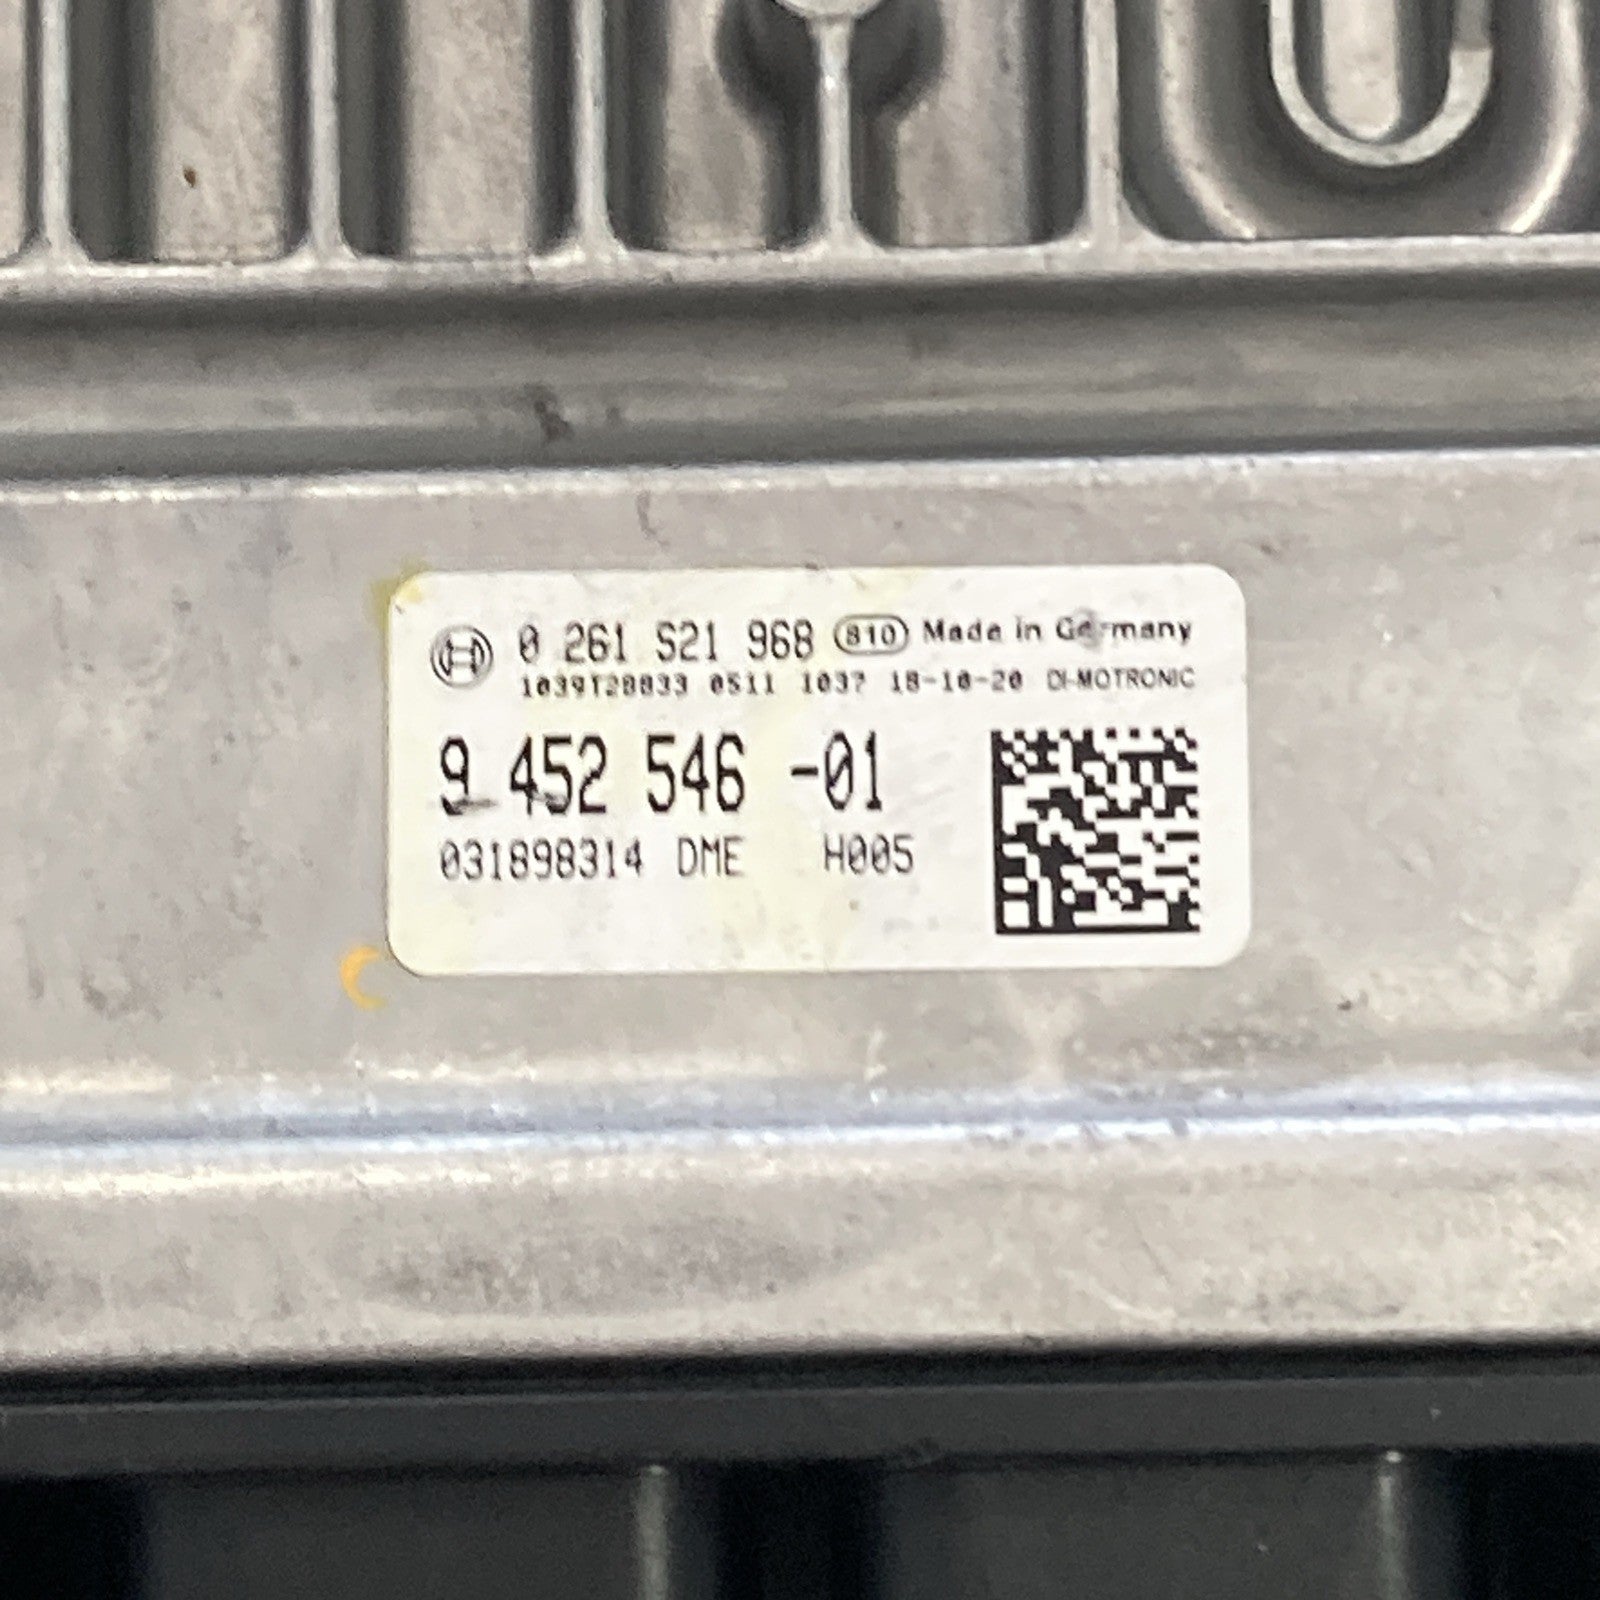 0 261 S21 968 810 Made in Germany
1039T28833 0511 1037 18-10-20 DI-MOTRONIC
9 452 546 -01
031898314 DME H005